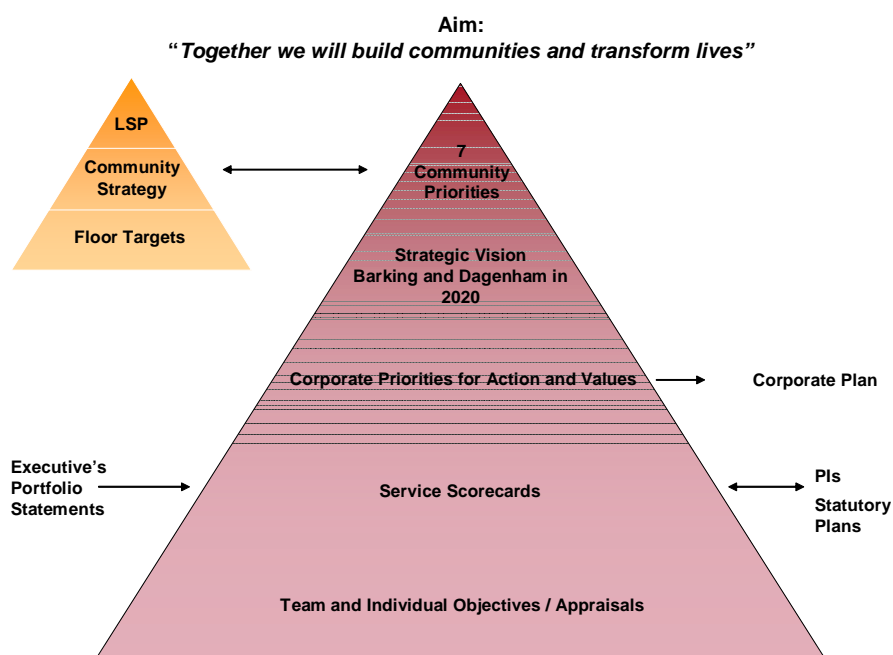 Aim:
“Together we will build communities and transform lives”
LSP
Community
Strategy
Floor Targets
7
Community
Priorities
Strategic Vision
Barking and Dagenham in
2020
Corporate Priorities for Action and Values
Corporate Plan
Executive’s
Portfolio
Statements
Service Scorecards
PIs
Statutory
Plans
Team and Individual Objectives / Appraisals